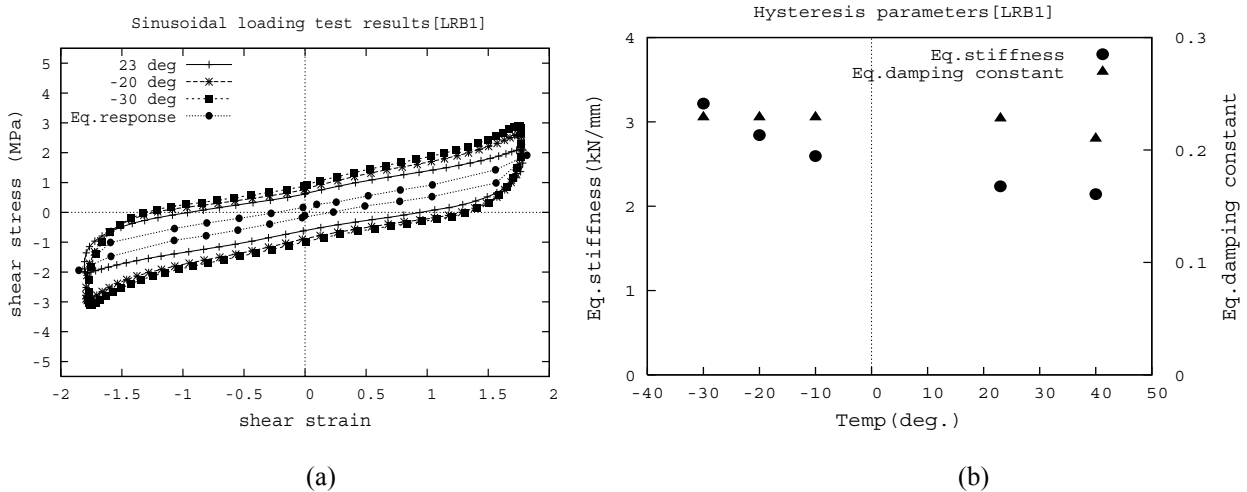 Sinusoidal loading test results[LRB1]
23 deg
-20 deg
-30 deg
Eq.response
5
4
3
2
1
0
-1
-2
-3
-4
-5
shear stress (MPa)
-2 -1.5 -1 -0.5 0 0.5 1 1.5 2
shear strain
(a)
Hysteresis parameters[LRB1]
Eq.stiffness
Eq.damping constant
4
3
2
1
0
Eq.stiffness(kN/mm)
0.3
0.2
0.1
0
Eq.damping constant
-40 -30 -20 -10 0 10 20 30 40 50
Temp(deg.)
(b)